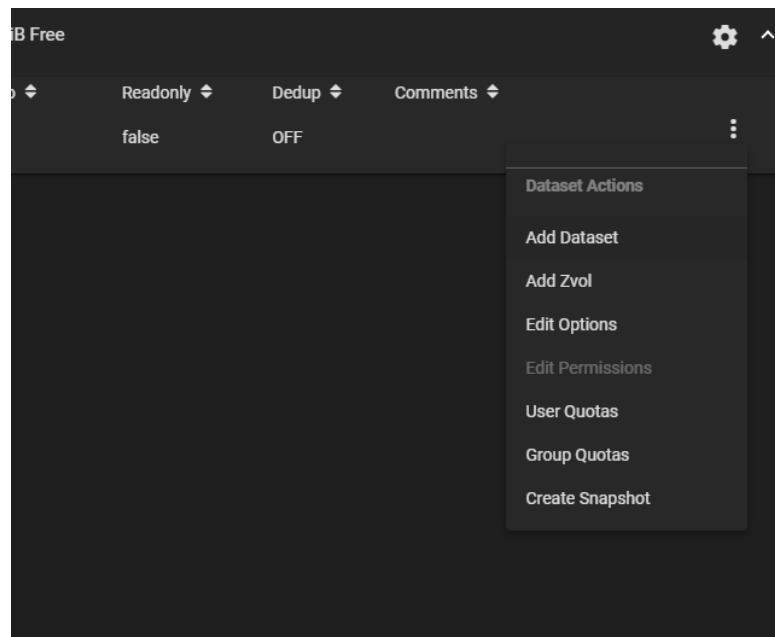 iB Free
Readonly Dedup Comments
false OFF
Dataset Actions
Add Dataset
Add Zvol
Edit Options
Edit Permissions
User Quotas
Group Quotas
Create Snapshot